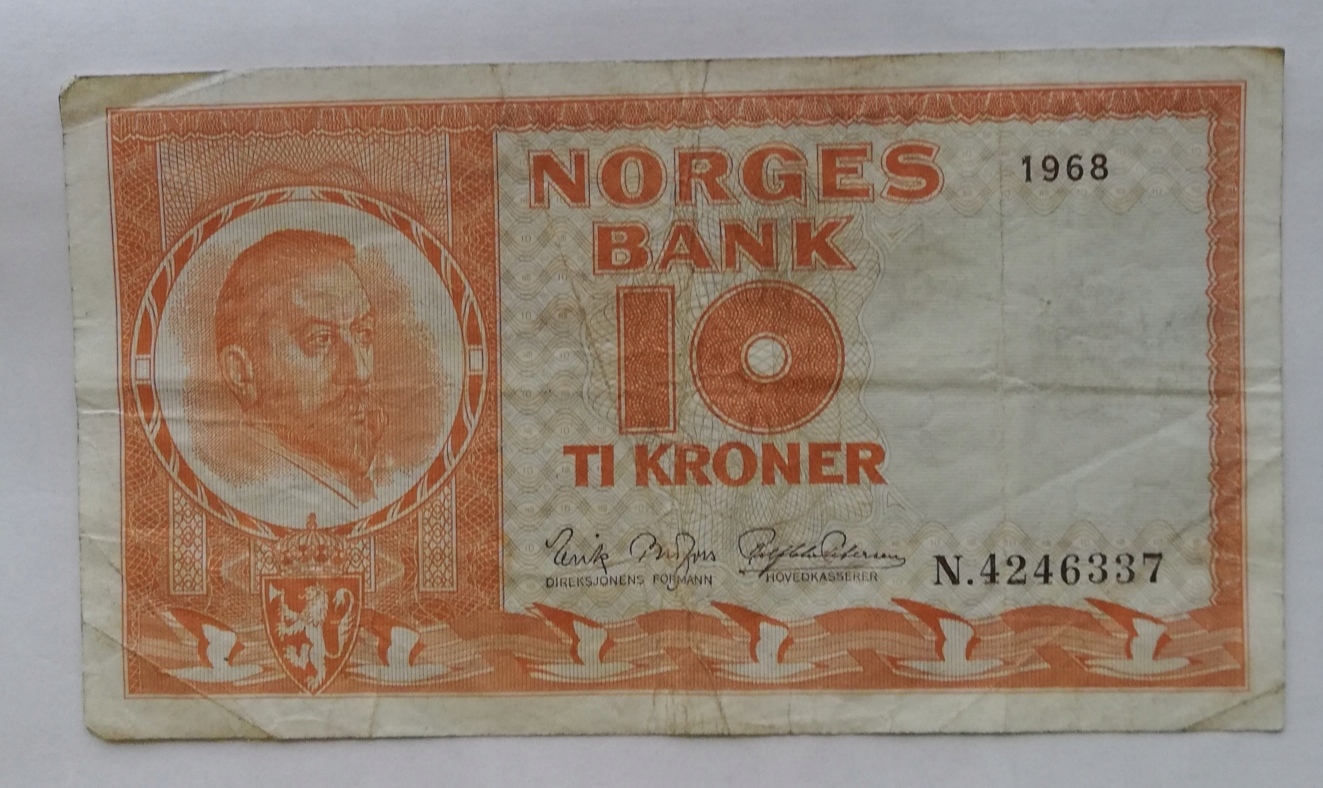 NORGES
BANK
1968
10
TI KRONER
DIREKSJONENS FORMANN
HOVEDKASSERER
N.4246337